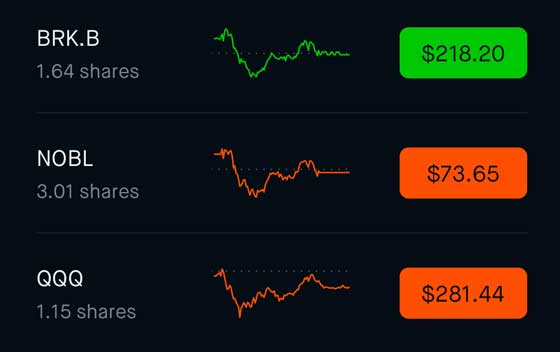 BRK.B
1.64 shares
$218.20
NOBL
3.01 shares
$73.65
QQQ
1.15 shares
$281.44